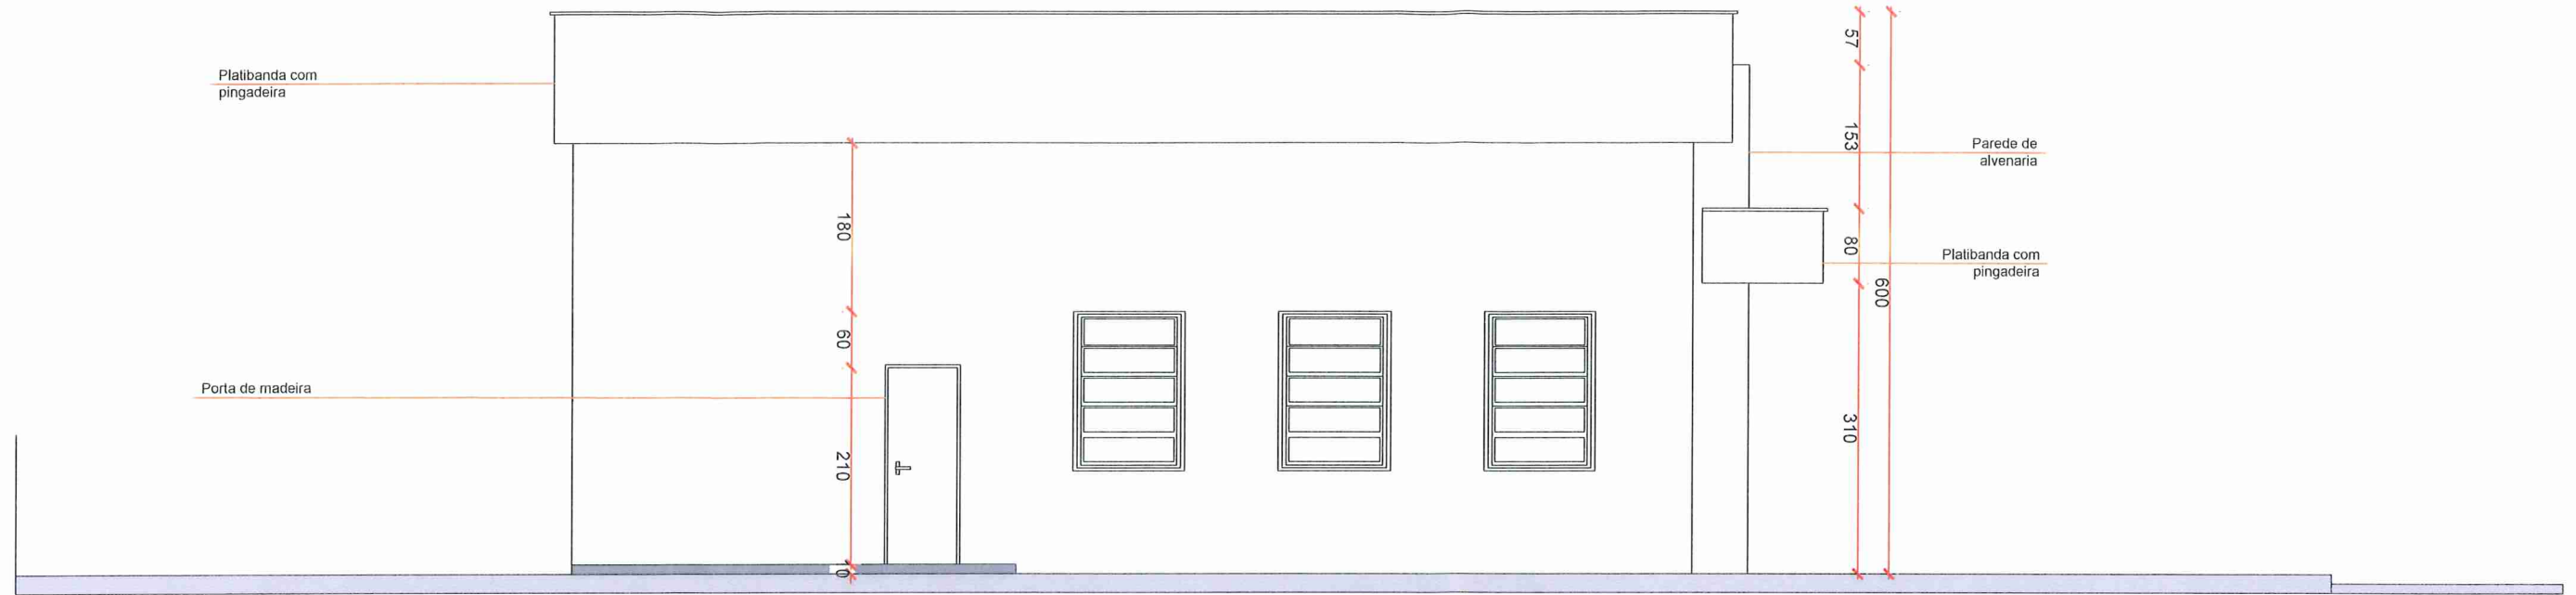 Platibanda com
pingadeira
Porta de madeira
180
60
210
57
153
80
310
600
Parede de
alvenaria
Platibanda com
pingadeira